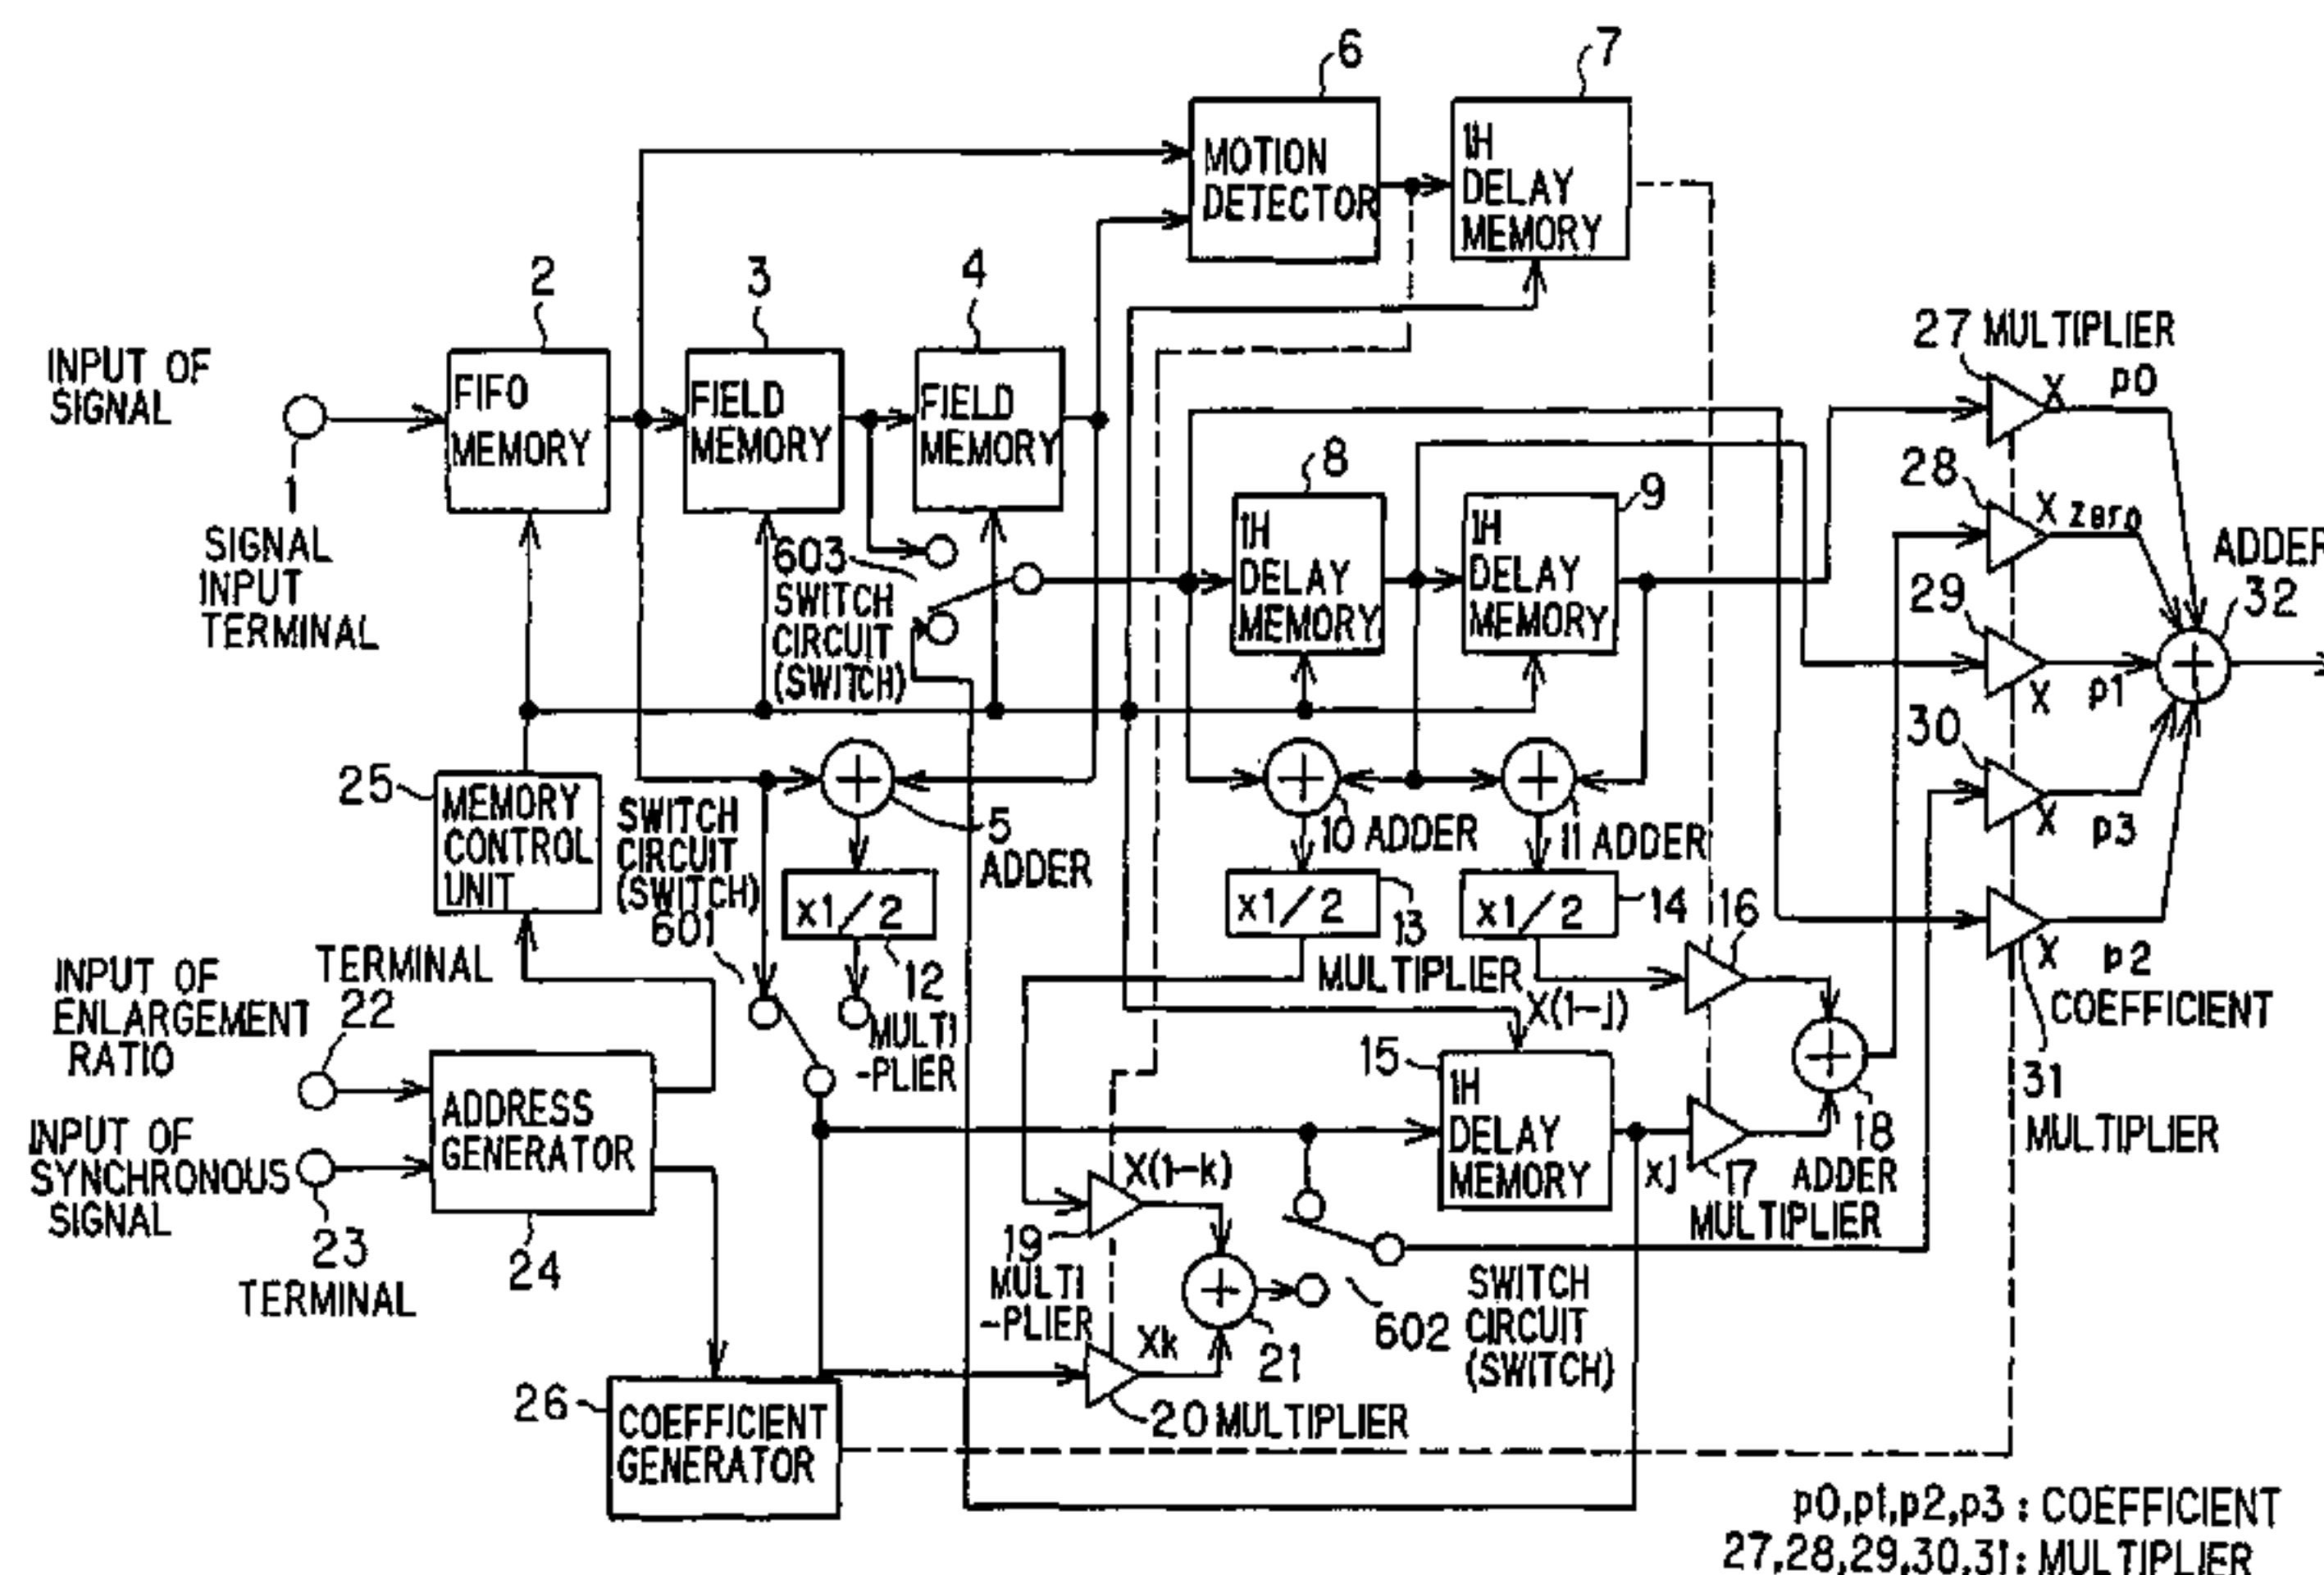 6
7
MOTION
DETECTOR
1H
DELAY
MEMORY
2
3
4
INPUT OF
SIGNAL
1
SIGNAL
INPUT
TERMINAL
FIFO
MEMORY
FIELD
MEMORY
FIELD
MEMORY
603
SWITCH
CIRCUIT
(SWITCH)
8
1H
DELAY
MEMORY
9
1H
DELAY
MEMORY
27 MULTIPLIER
X p0
28
X zero
29
X p1
30
X p3
X p2
COEFFICIENT
31
MULTIPLIER
ADDER
32
25
MEMORY
CONTROL
UNIT
SWITCH
CIRCUIT
(SWITCH)
601
5
ADDER
x1/2
12
MULTI
-PLIER
10 ADDER
11 ADDER
x1/2
13
MULTIPLIER
x1/2
14
16
X(1-j)
15
1H
DELAY
MEMORY
xj
17
MULTIPLIER
18
ADDER
TERMINAL
22
INPUT OF
ENLARGEMENT
RATIO
INPUT OF
SYNCHRONOUS
SIGNAL
23
TERMINAL
ADDRESS
GENERATOR
24
X(1-k)
19
MULTI
-PLIER
Xk
20 MULTIPLIER
21
602
SWITCH
CIRCUIT
(SWITCH)
26
COEFFICIENT
GENERATOR
p0,p1,p2,p3 : COEFFICIENT
27,28,29,30,31: MULTIPLIER